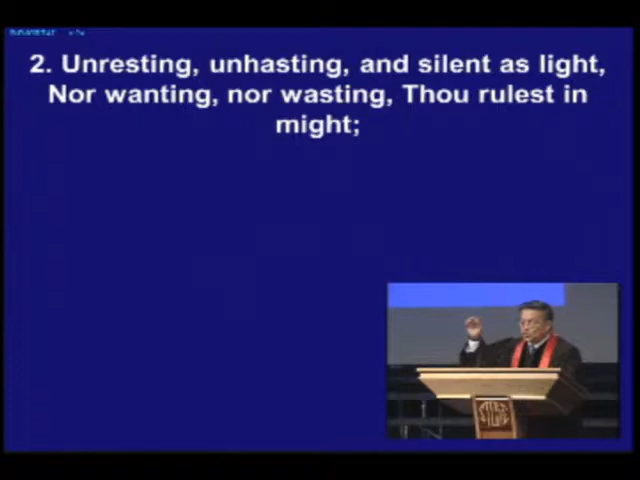 2. Unresting, unhasting, and silent as light,
Nor wanting, nor wasting, Thou rulest in
might;